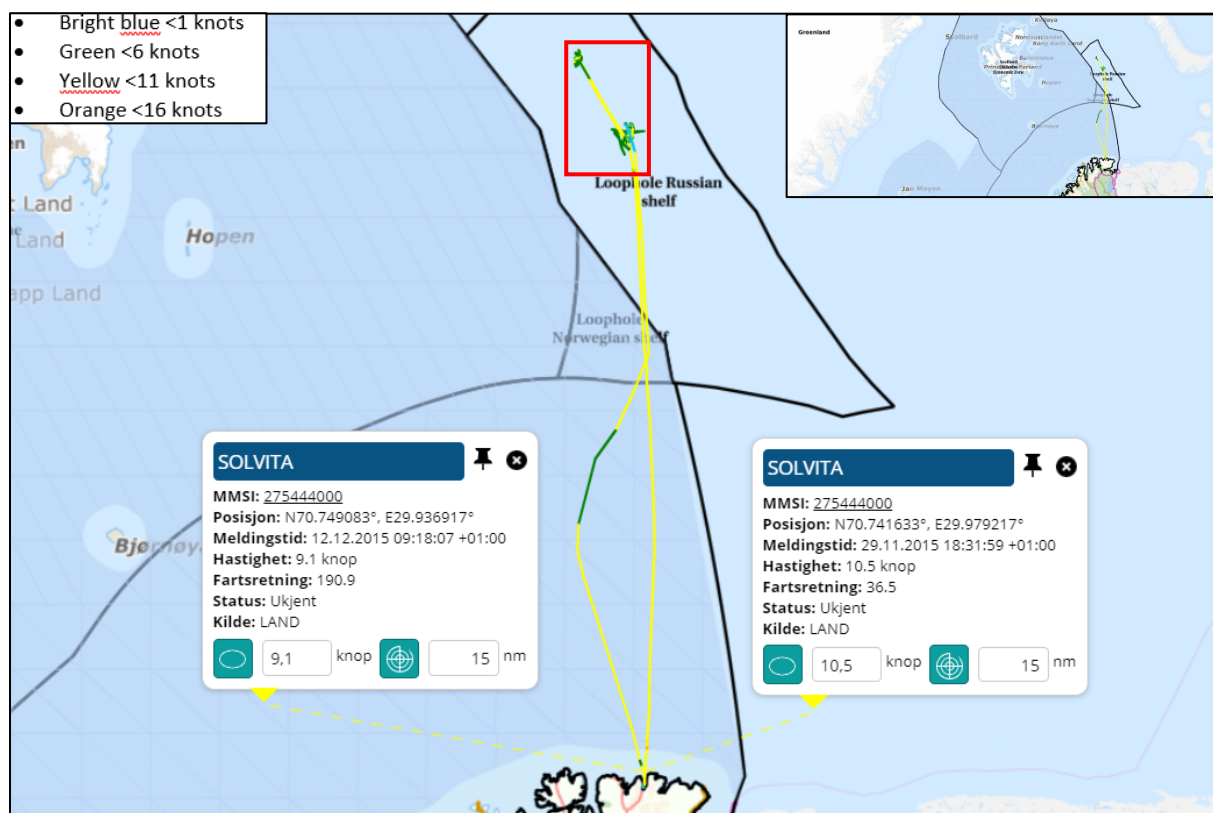 • Bright blue <1 knots
• Green <6 knots
• Yellow <11 knots
• Orange <16 knots
Greenland
Hopen
Loophole Russian
shelf
t Land
Land
app Land
Hopen
Loophole
Norwegian shelf
Bjørnøya
Jan Mayen
SOLVITA
MMSI: 275444000
Posisjon: N70.749083°, E29.936917°
Meldingstid: 12.12.2015 09:18:07 +01:00
Hastighet: 9.1 knop
Fartsretning: 190.9
Status: Ukjent
Kilde: LAND
9,1 knop 15 nm
SOLVITA
MMSI: 275444000
Posisjon: N70.741633°, E29.979217°
Meldingstid: 29.11.2015 18:31:59 +01:00
Hastighet: 10.5 knop
Fartsretning: 36.5
Status: Ukjent
Kilde: LAND
10,5 knop 15 nm